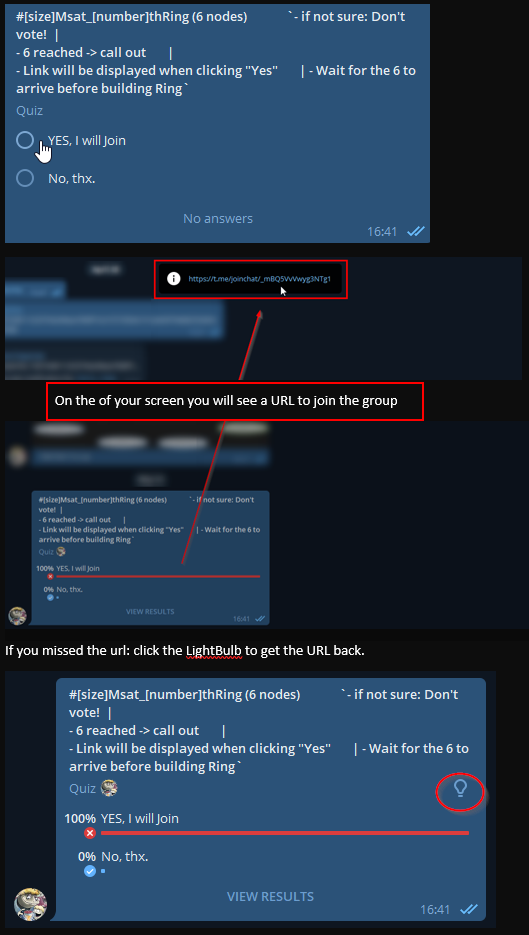 #[size]Msat_[number]thRing (6 nodes) `- if not sure: Don't
vote! |
- 6 reached -> call out |
- Link will be displayed when clicking "Yes" | - Wait for the 6 to
arrive before building Ring`
Quiz
YES, I will Join
No, thx.
No answers
16:41
https://t.me/joinchat/_mBQ5VvVwyg3NTg1
On the of your screen you will see a URL to join the group
#[size]Msat_[number]thRing (6 nodes) `- if not sure: Don't
vote! |
- 6 reached -> call out |
- Link will be displayed when clicking "Yes" | - Wait for the 6 to
arrive before building Ring`
Quiz
100% YES, I will Join
0% No, thx.
VIEW RESULTS
16:41
If you missed the url: click the LightBulb to get the URL back.
#[size]Msat_[number]thRing (6 nodes) `- if not sure: Don't
vote! |
- 6 reached -> call out |
- Link will be displayed when clicking "Yes" | - Wait for the 6 to
arrive before building Ring`
Quiz
100% YES, I will Join
0% No, thx.
VIEW RESULTS
16:41